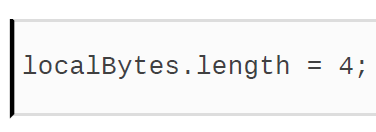 localBytes.length = 4;